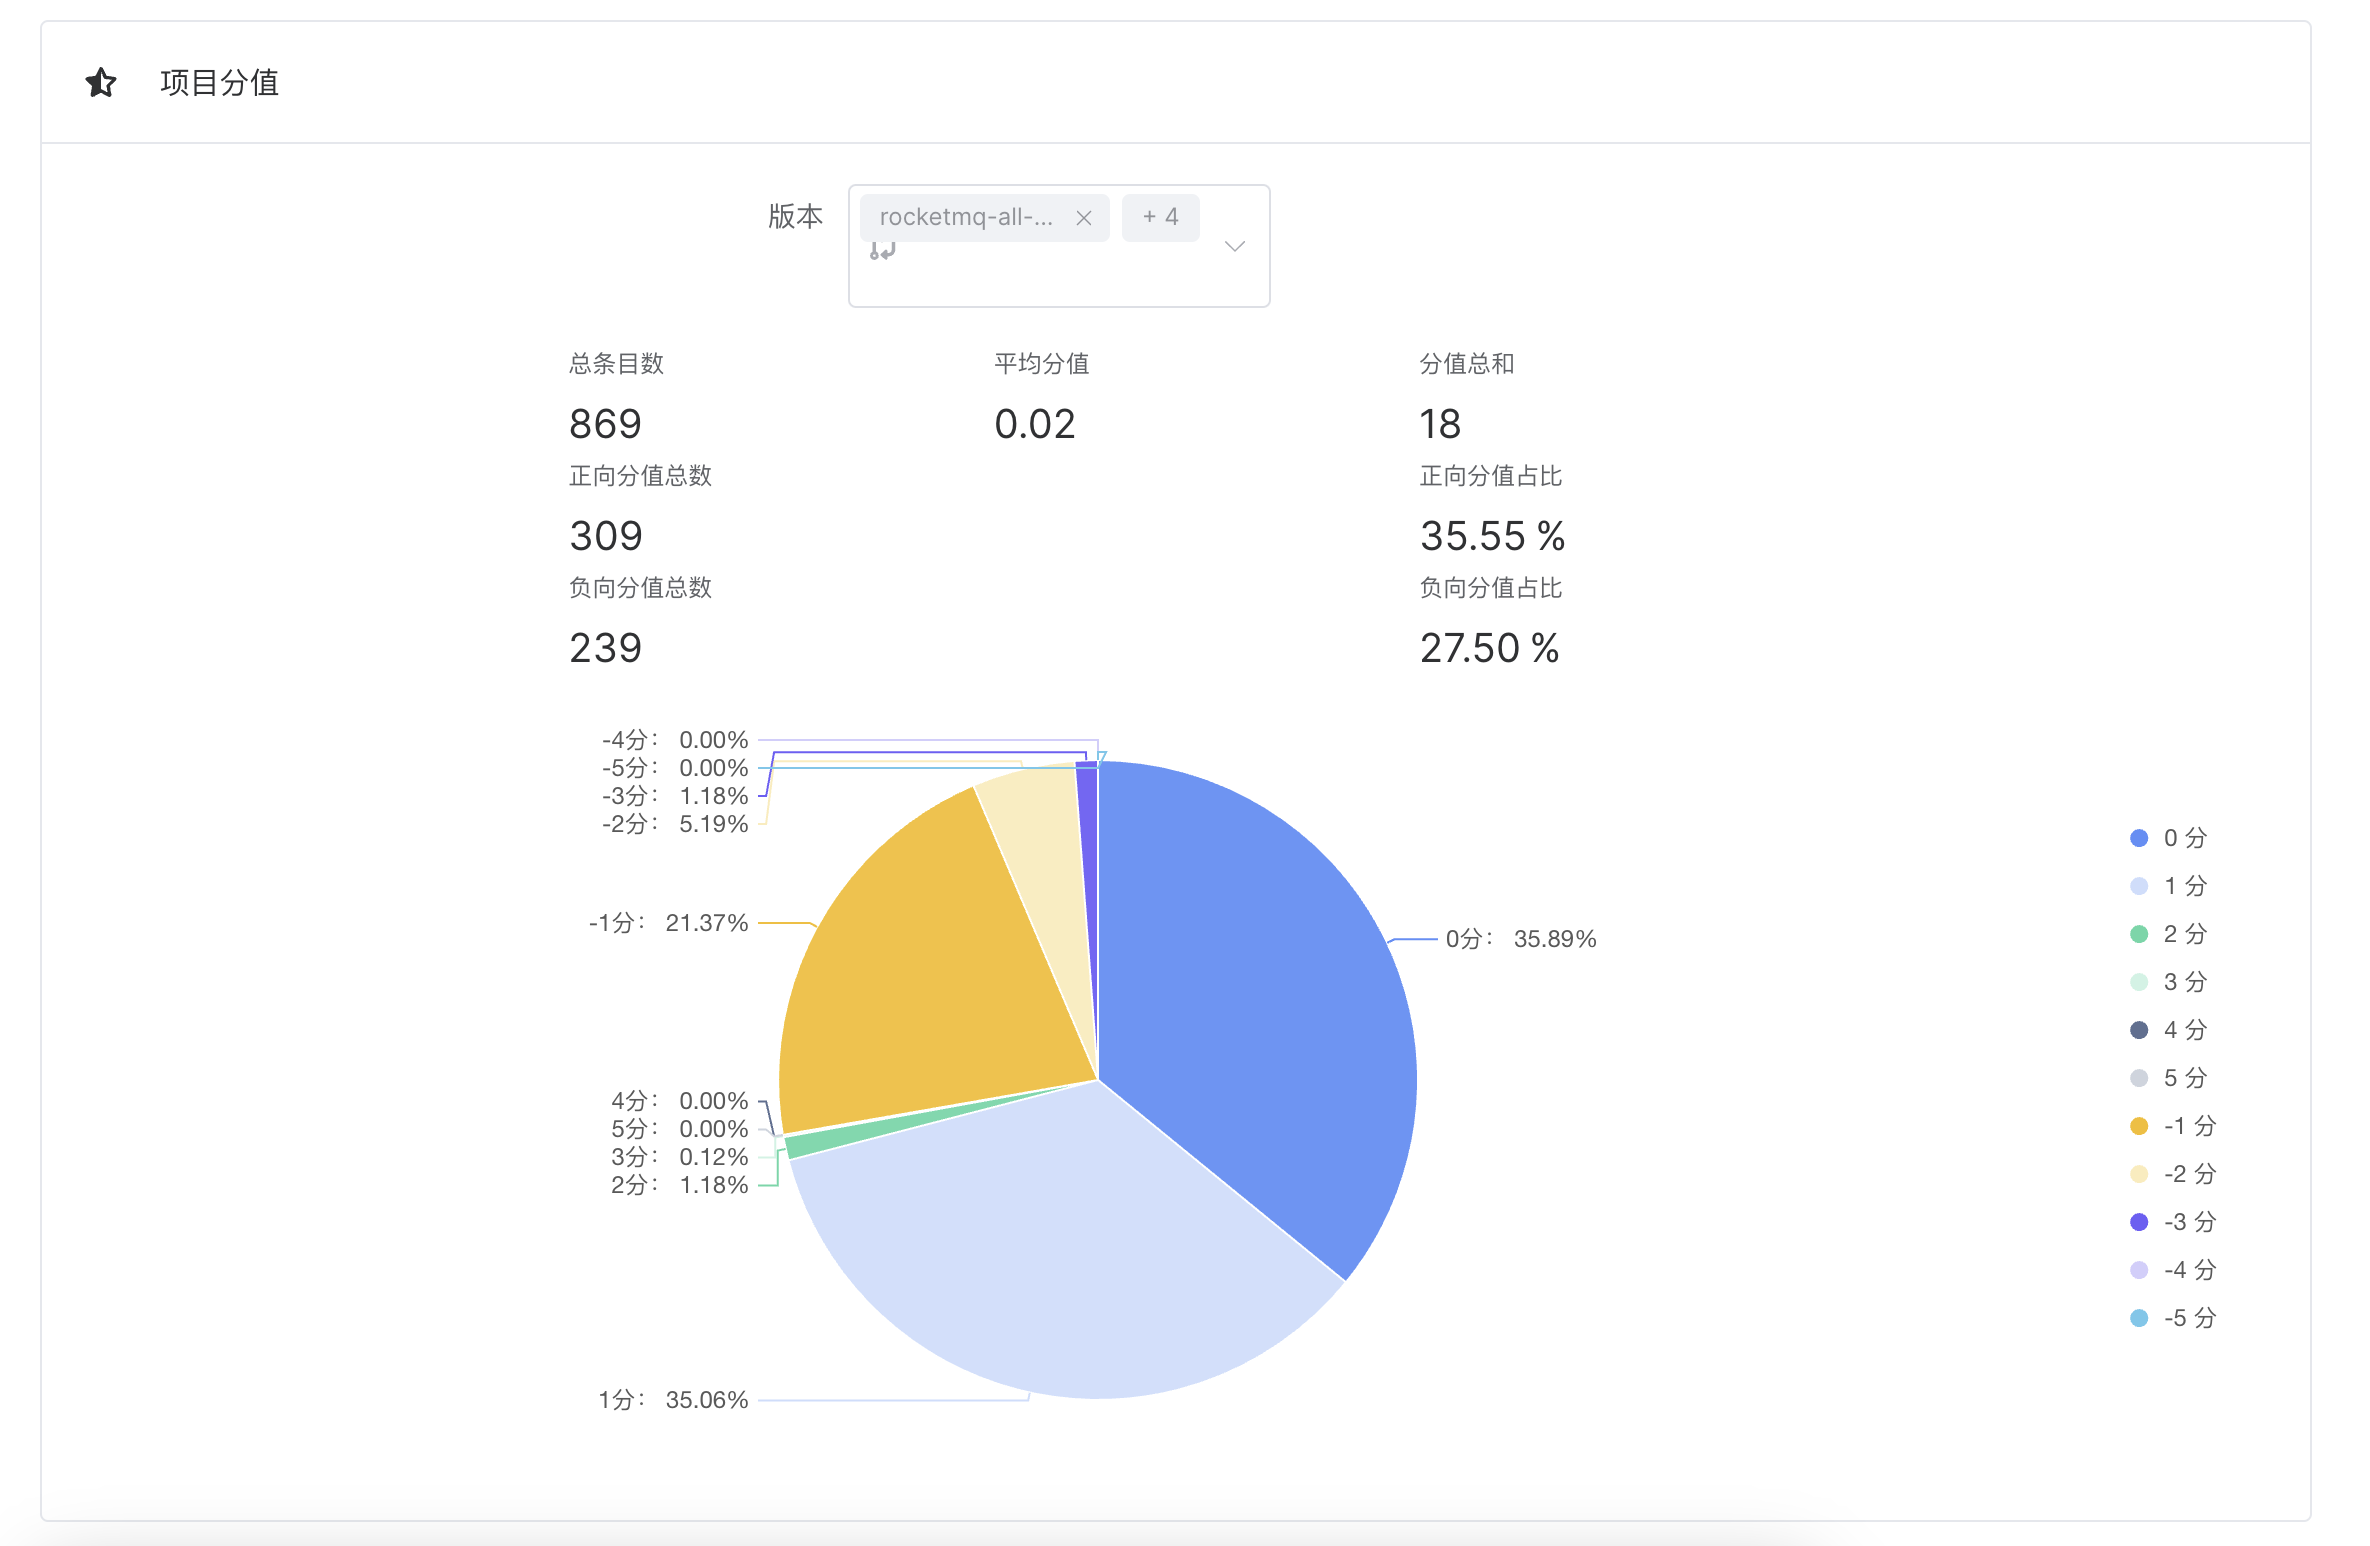 项目分值
版本
rocketmq-all-...
+ 4
总条目数
平均分值
分值总和
869
0.02
18
正向分值总数
正向分值占比
309
35.55 %
负向分值总数
负向分值占比
239
27.50 %
-4分: 0.00%
-5分: 0.00%
-3分: 1.18%
-2分: 5.19%
-1分: 21.37%
0分: 35.89%
4分: 0.00%
5分: 0.00%
3分: 0.12%
2分: 1.18%
1分: 35.06%
0 分
1 分
2 分
3 分
4 分
5 分
-1 分
-2 分
-3 分
-4 分
-5 分